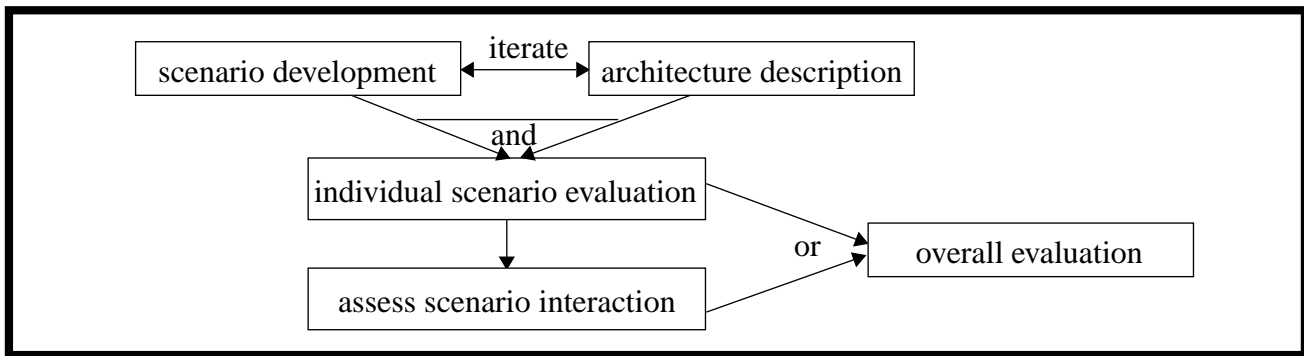 iterate
scenario development
architecture description
and
individual scenario evaluation
or
overall evaluation
assess scenario interaction